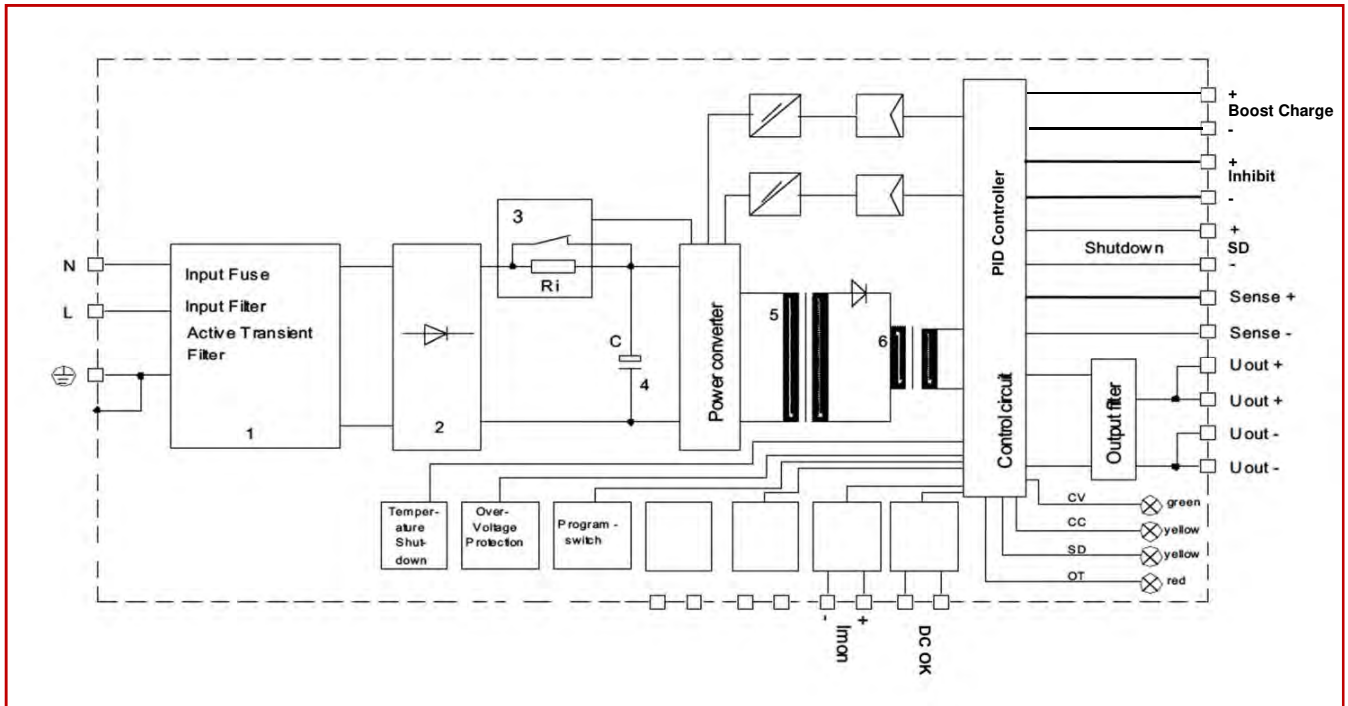 N
L
Input Fuse
Input Filter
Active Transient
Filter
1
2
3
Ri
C
4
Power converter
5
6
PID Controller
Control circuit
Output filter
+
Boost Charge
-
+
Inhibit
-
+
Shutdown
SD
-
Sense +
Sense -
Uout +
Uout +
Uout -
Uout -
CV
green
CC
yellow
SD
yellow
OT
red
Temper-
ature
Shut-
down
Over-
Voltage
Protection
Program -
switch
- +
Imon
DC OK